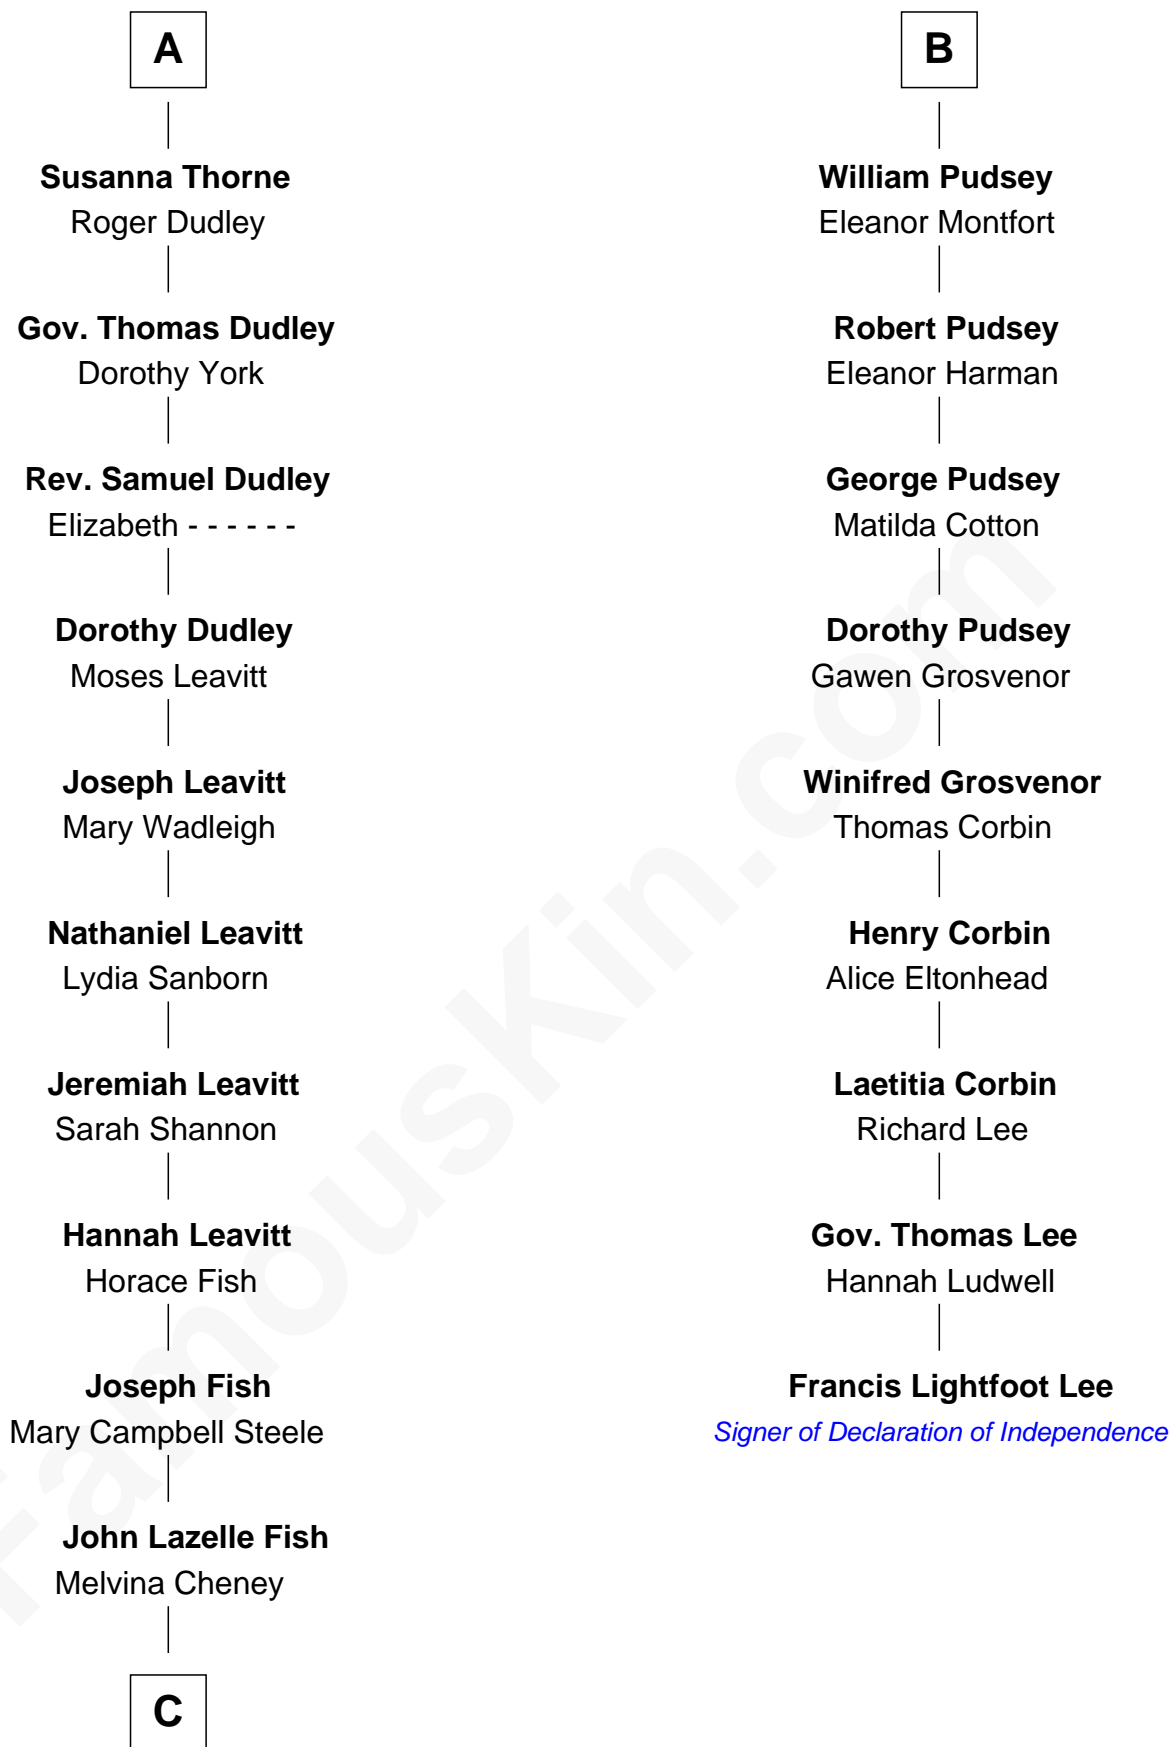 A
Susanna Thorne
Roger Dudley
Gov. Thomas Dudley
Dorothy York
Rev. Samuel Dudley
Elizabeth - - - - - -
Dorothy Dudley
Moses Leavitt
Joseph Leavitt
Mary Wadleigh
Nathaniel Leavitt
Lydia Sanborn
Jeremiah Leavitt
Sarah Shannon
Hannah Leavitt
Horace Fish
Joseph Fish
Mary Campbell Steele
John Lazelle Fish
Melvina Cheney
C
B
William Pudsey
Eleanor Montfort
Robert Pudsey
Eleanor Harman
George Pudsey
Matilda Cotton
Dorothy Pudsey
Gawen Grosvenor
Winifred Grosvenor
Thomas Corbin
Henry Corbin
Alice Eltonhead
Laetitia Corbin
Richard Lee
Gov. Thomas Lee
Hannah Ludwell
Francis Lightfoot Lee
Signer of Declaration of Independence
FamousKin.com